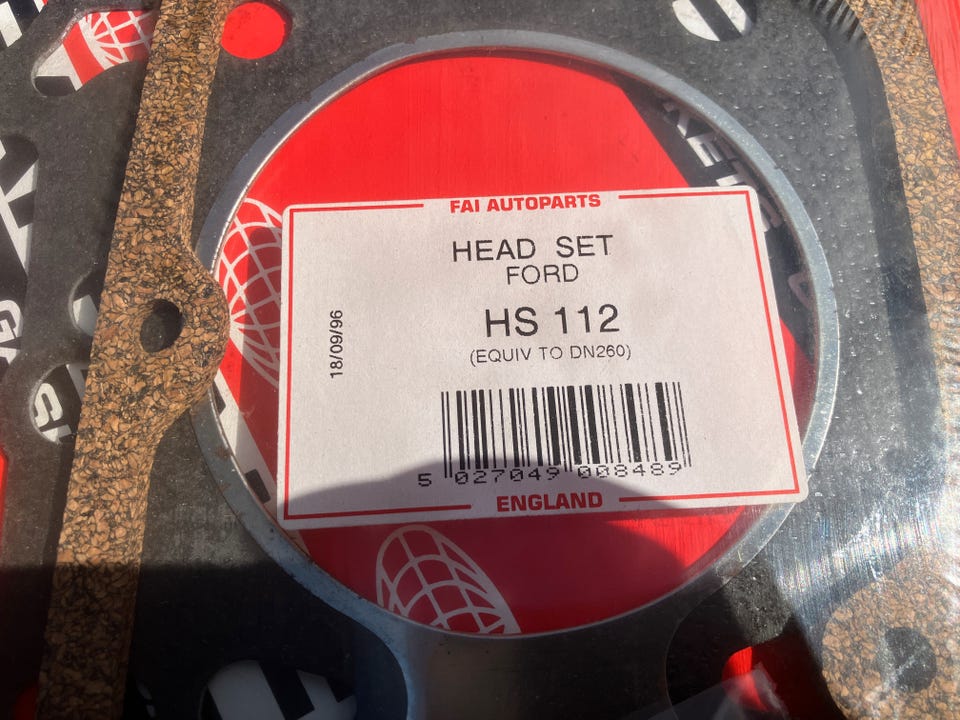 FAI AUTOPARTS
HEAD SET
FORD
HS 112
(EQUIV TO DN260)
18/09/96
5 027049 008489
ENGLAND